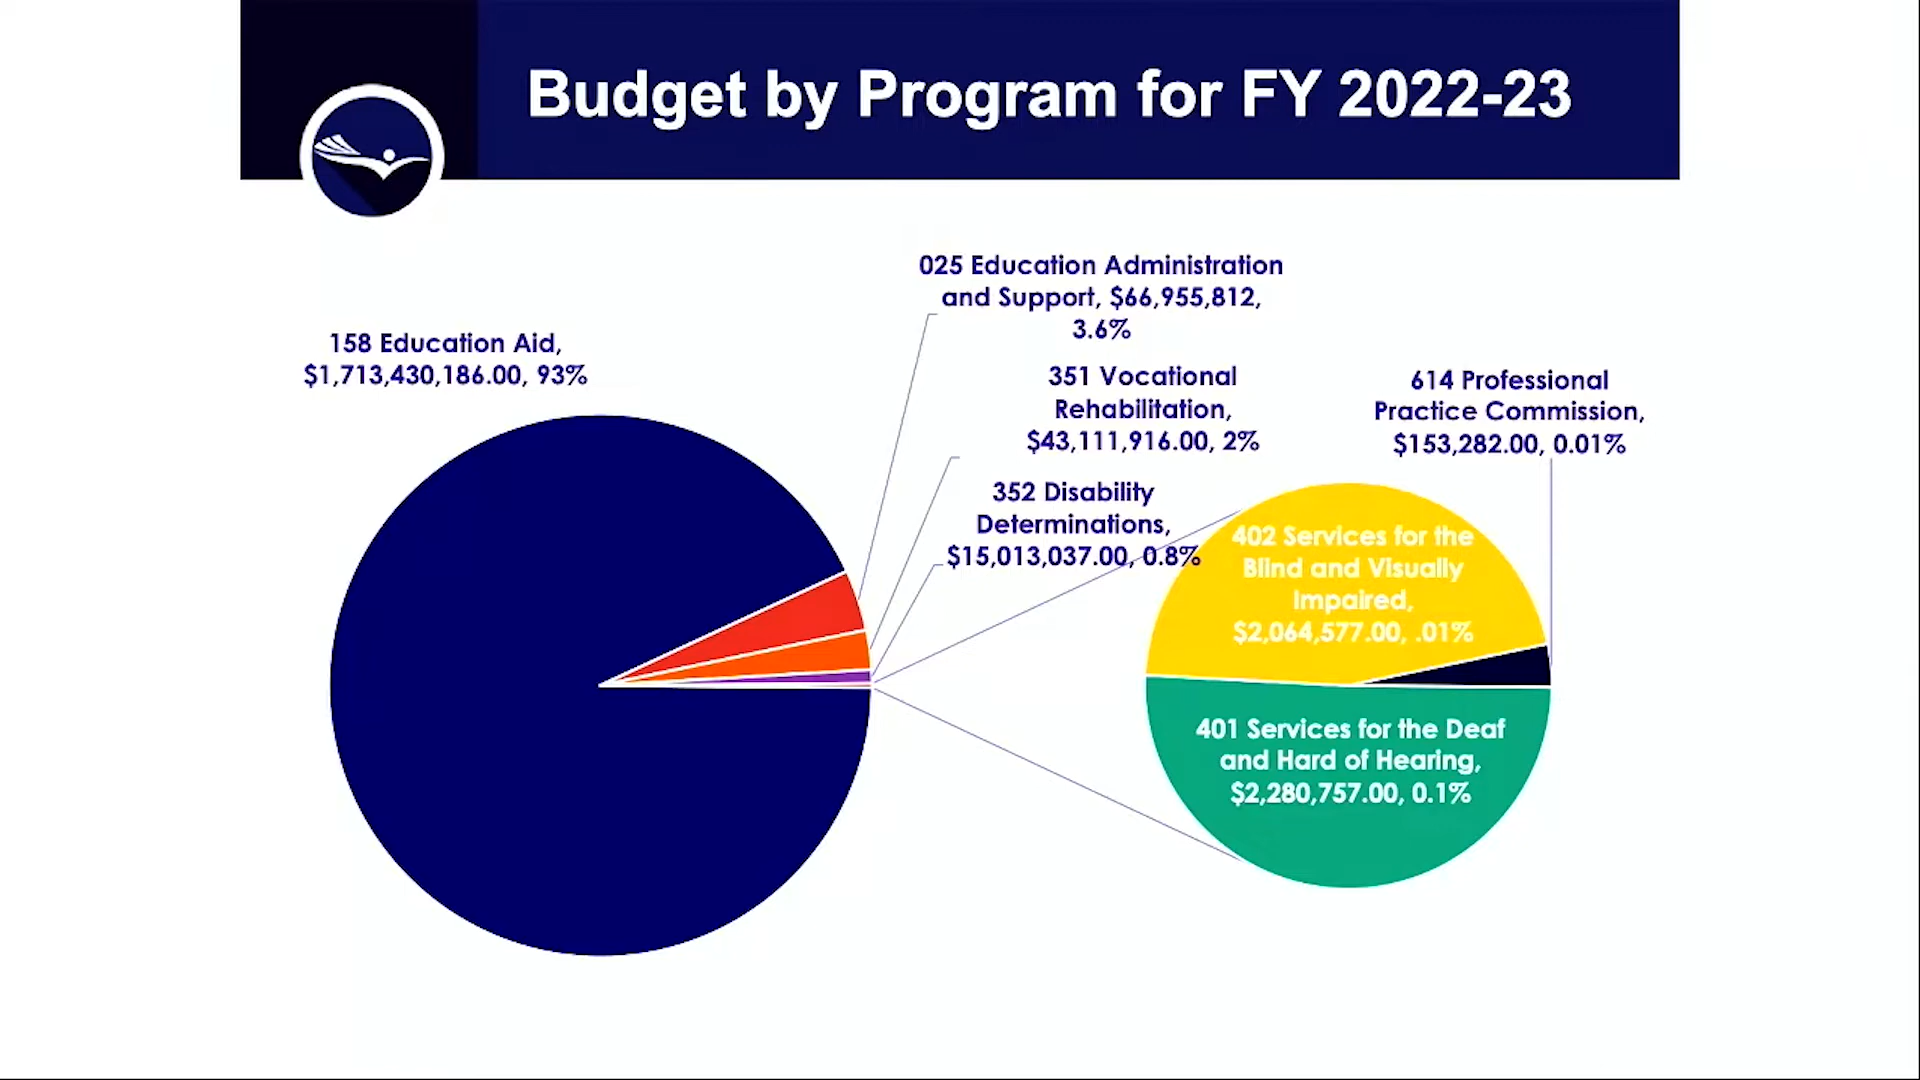 Budget by Program for FY 2022-23
025 Education Administration
and Support, $66,955,812,
3.6%
158 Education Aid,
$1,713,430,186.00, 93%
351 Vocational
Rehabilitation,
$43,111,916.00, 2%
614 Professional
Practice Commission,
$153,282.00, 0.01%
352 Disability
Determinations,
$15,013,037.00, 0.8%
402 Services for the
Blind and Visually
Impaired,
$2,064,577.00, .01%
401 Services for the Deaf
and Hard of Hearing,
$2,280,757.00, 0.1%